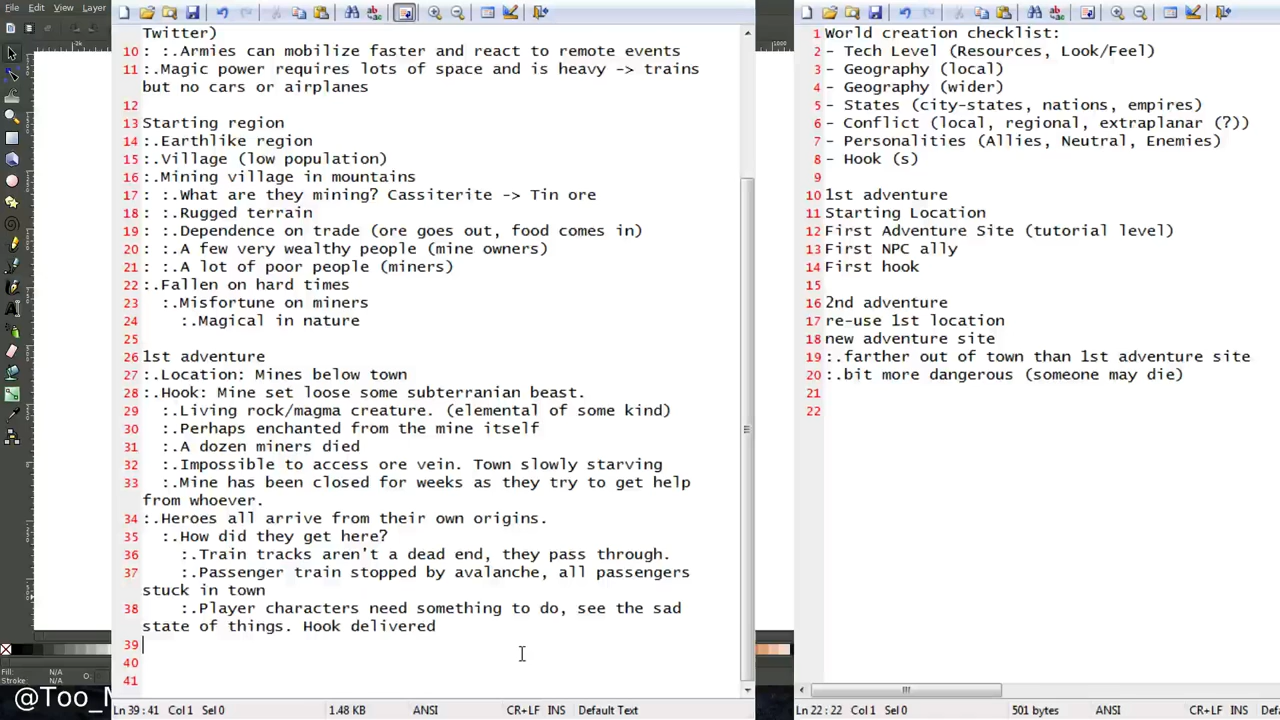 File Edit View Layer
Twitter)
10 : :.Armies can mobilize faster and react to remote events
11 :.Magic power requires lots of space and is heavy -> trains
but no cars or airplanes
12
13 Starting region
14 :.Earthlike region
15 :.Village (low population)
16 :.Mining village in mountains
17 : :.What are they mining? Cassiterite -> Tin ore
18 : :.Rugged terrain
19 : :.Dependence on trade (ore goes out, food comes in)
20 : :.A few very wealthy people (mine owners)
21 : :.A lot of poor people (miners)
22 :.Fallen on hard times
23 :.Misfortune on miners
24 :.Magical in nature
25
26 1st adventure
27 :.Location: Mines below town
28 :.Hook: Mine set loose some subterranian beast.
29 :.Living rock/magma creature. (elemental of some kind)
30 :.Perhaps enchanted from the mine itself
31 :.A dozen miners died
32 :.Impossible to access ore vein. Town slowly starving
33 :.Mine has been closed for weeks as they try to get help
from whoever.
34 :.Heroes all arrive from their own origins.
35 :.How did they get here?
36 :.Train tracks aren't a dead end, they pass through.
37 :.Passenger train stopped by avalanche, all passengers
stuck in town
38 :.Player characters need something to do, see the sad
state of things. Hook delivered
39
40
41
Ln 39 : 41 Col 1 Sel 0 1.48 KB ANSI CR+LF INS Default Text
1 World creation checklist:
2 - Tech Level (Resources, Look/Feel)
3 - Geography (local)
4 - Geography (wider)
5 - States (city-states, nations, empires)
6 - Conflict (local, regional, extraplanar (?))
7 - Personalities (Allies, Neutral, Enemies)
8 - Hook (s)
9
10 1st adventure
11 Starting Location
12 First Adventure Site (tutorial level)
13 First NPC ally
14 First hook
15
16 2nd adventure
17 re-use 1st location
18 new adventure site
19 :.farther out of town than 1st adventure site
20 :.bit more dangerous (someone may die)
21
22
Ln 22 : 22 Col 1 Sel 0 501 bytes ANSI CR+LF INS
Fill: N/A
Stroke: N/A
@Too_